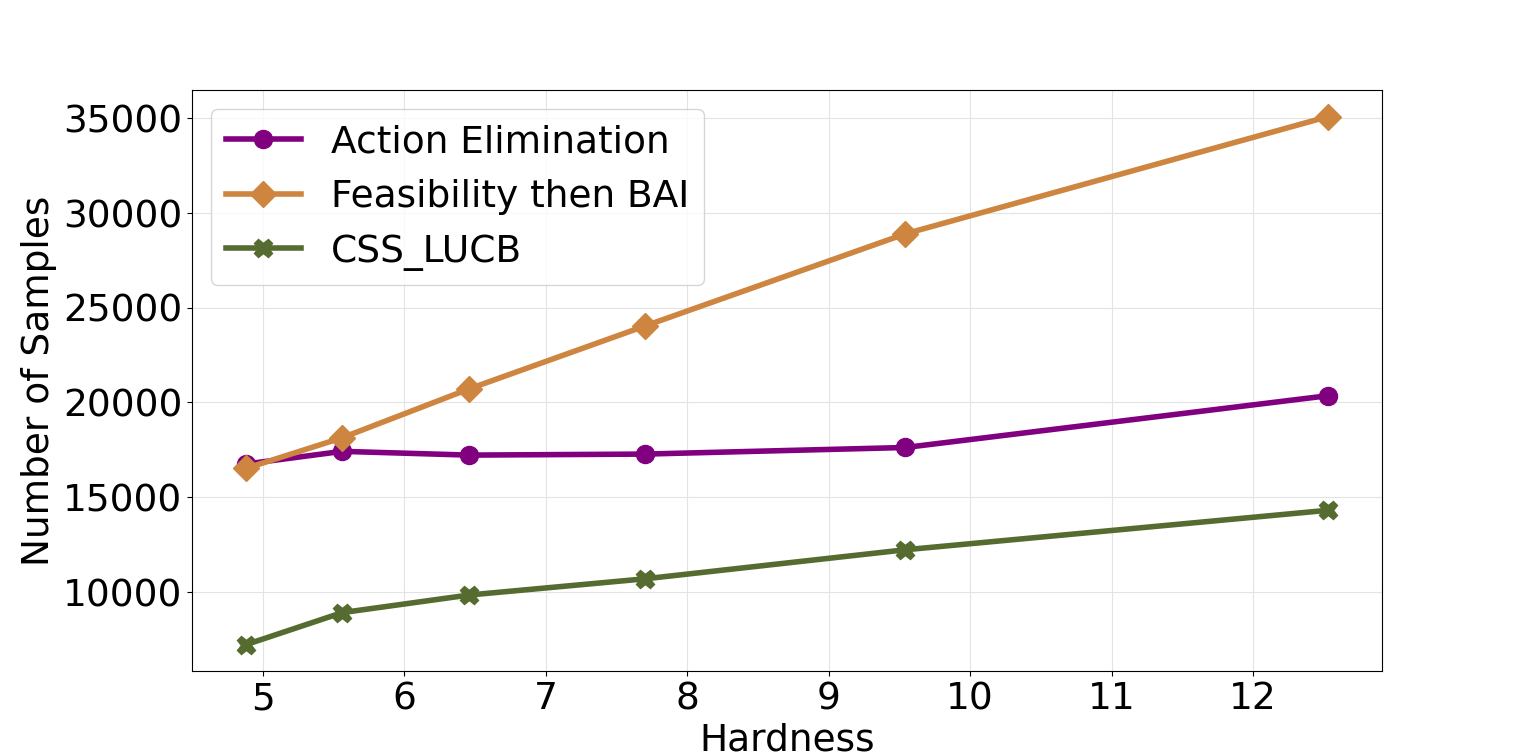 35000
30000
25000
20000
15000
10000
Number of Samples
Action Elimination
Feasibility then BAI
CSS_LUCB
5 6 7 8 9 10 11 12
Hardness